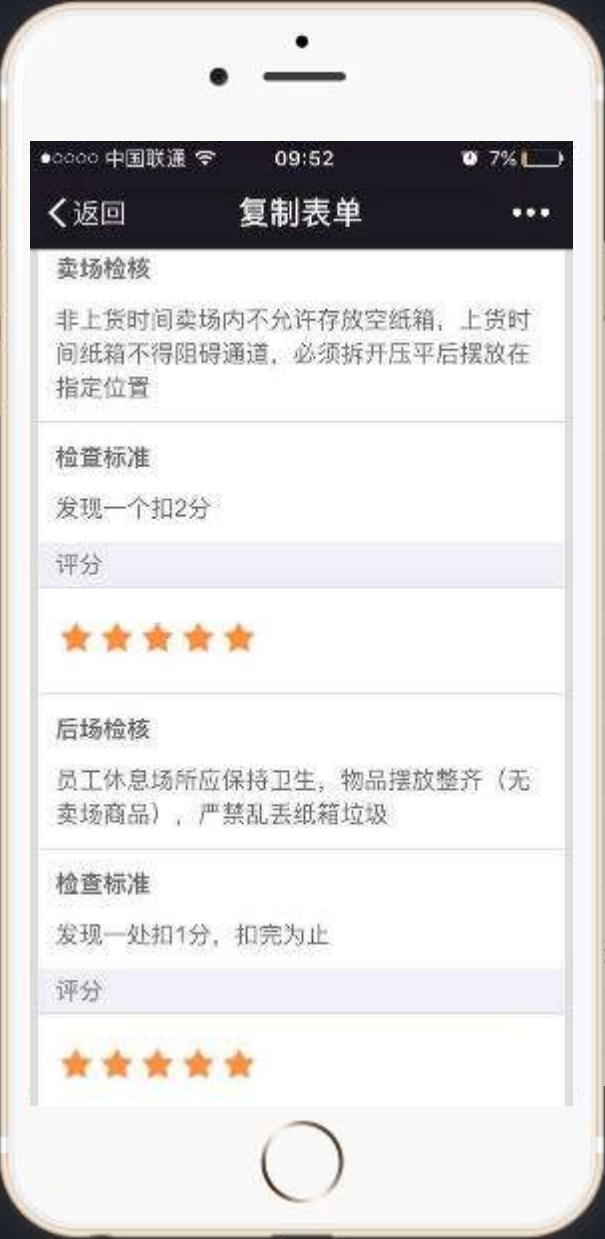 中国联通 09:52 7%
返回 复制表单
卖场检核
非上货时间卖场内不允许存放空纸箱，上货时
间纸箱不得阻碍通道，必须拆开压平后摆放在
指定位置
检查标准
发现一个扣2分
评分
后场检核
员工休息场所应保持卫生，物品摆放整齐（无
卖场商品），严禁乱丢纸箱垃圾
检查标准
发现一处扣1分，扣完为止
评分